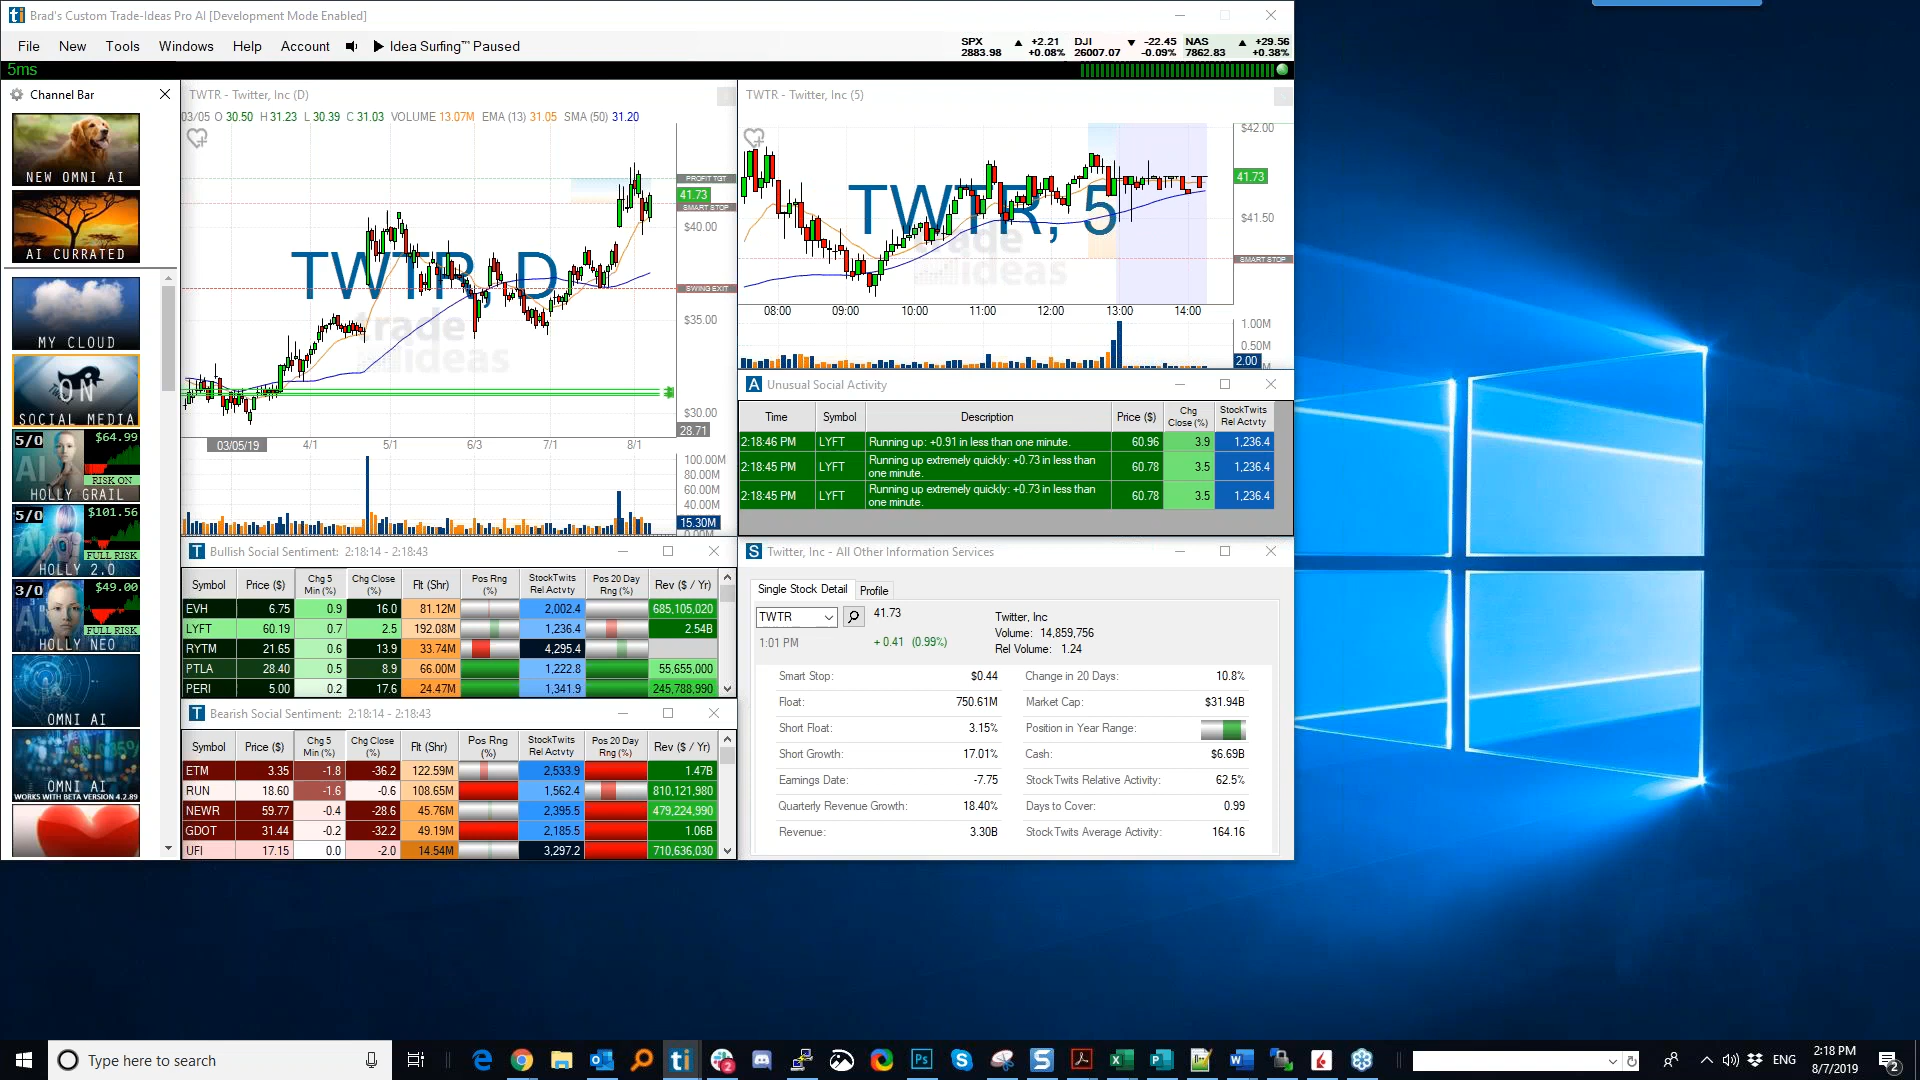 Brad's Custom Trade-Ideas Pro AI [Development Mode Enabled]
File New Tools Windows Help Account Idea Surfing™ Paused
SPX +2.21 DJI -22.45 NAS +29.56
2883.98 +0.08% 26007.07 -0.09% 7862.83 +0.38%
5ms
Channel Bar
NEW OMNI AI
AI CURRATED
MY CLOUD
ON
SOCIAL MEDIA
5/0 $64.99
RISK ON
HOLLY GRAIL
5/0 $101.56
FULL RISK
HOLLY 2.0
3/0 $49.00
FULL RISK
HOLLY NEO
OMNI AI
OMNI AI
WORKS WITH BETA VERSION 4.2.89
TWTR - Twitter, Inc (D)
03/05 O 30.50 H 31.23 L 30.39 C 31.03 VOLUME 13.07M EMA (13) 31.05 SMA (50) 31.20
TWTR, D
trade
ideas
PROFIT TGT
41.73
SMART STOP
$40.00
SWING EXIT
$35.00
$30.00
28.71
03/05/19 4/1 5/1 6/3 7/1 8/1
100.00M
80.00M
60.00M
40.00M
15.30M
TWTR - Twitter, Inc (5)
TWTR, 5
trade
ideas
$42.00
41.73
$41.50
SMART STOP
08:00 09:00 10:00 11:00 12:00 13:00 14:00
1.00M
0.50M
2.00
Unusual Social Activity
Time Symbol Description Price ($) Chg Close (%) StockTwits Rel Actvty
2:18:46 PM LYFT Running up: +0.91 in less than one minute. 60.96 3.9 1,236.4
2:18:45 PM LYFT Running up extremely quickly: +0.73 in less than one minute. 60.78 3.5 1,236.4
2:18:45 PM LYFT Running up extremely quickly: +0.73 in less than one minute. 60.78 3.5 1,236.4
Bullish Social Sentiment: 2:18:14 - 2:18:43
Symbol Price ($) Chg 5 Min (%) Chg Close (%) Flt (Shr) Pos Rng (%) StockTwits Rel Actvty Pos 20 Day Rng (%) Rev ($ / Yr)
EVH 6.75 0.9 16.0 81.12M 2,002.4 685,105,020
LYFT 60.19 0.7 2.5 192.08M 1,236.4 2.54B
RYTM 21.65 0.6 13.9 33.74M 4,295.4
PTLA 28.40 0.5 8.9 66.00M 1,222.8 55,655,000
PERI 5.00 0.2 17.6 24.47M 1,341.9 245,788,990
Bearish Social Sentiment: 2:18:14 - 2:18:43
Symbol Price ($) Chg 5 Min (%) Chg Close (%) Flt (Shr) Pos Rng (%) StockTwits Rel Actvty Pos 20 Day Rng (%) Rev ($ / Yr)
ETM 3.35 -1.8 -36.2 122.59M 2,533.9 1.47B
RUN 18.60 -1.6 -0.6 108.65M 1,562.4 810,121,980
NEWR 59.77 -0.4 -28.6 45.76M 2,395.5 479,224,990
GDOT 31.44 -0.2 -32.2 49.19M 2,185.5 1.06B
UFI 17.15 0.0 -2.0 14.54M 3,297.2 710,636,030
Twitter, Inc - All Other Information Services
Single Stock Detail Profile
TWTR 41.73 Twitter, Inc
1:01 PM + 0.41 (0.99%) Volume: 14,859,756
Rel Volume: 1.24
Smart Stop: $0.44 Change in 20 Days: 10.8%
Float: 750.61M Market Cap: $31.94B
Short Float: 3.15% Position in Year Range:
Short Growth: 17.01% Cash: $6.69B
Earnings Date: -7.75 StockTwits Relative Activity: 62.5%
Quarterly Revenue Growth: 18.40% Days to Cover: 0.99
Revenue: 3.30B StockTwits Average Activity: 164.16
Type here to search
ENG
2:18 PM
8/7/2019
2